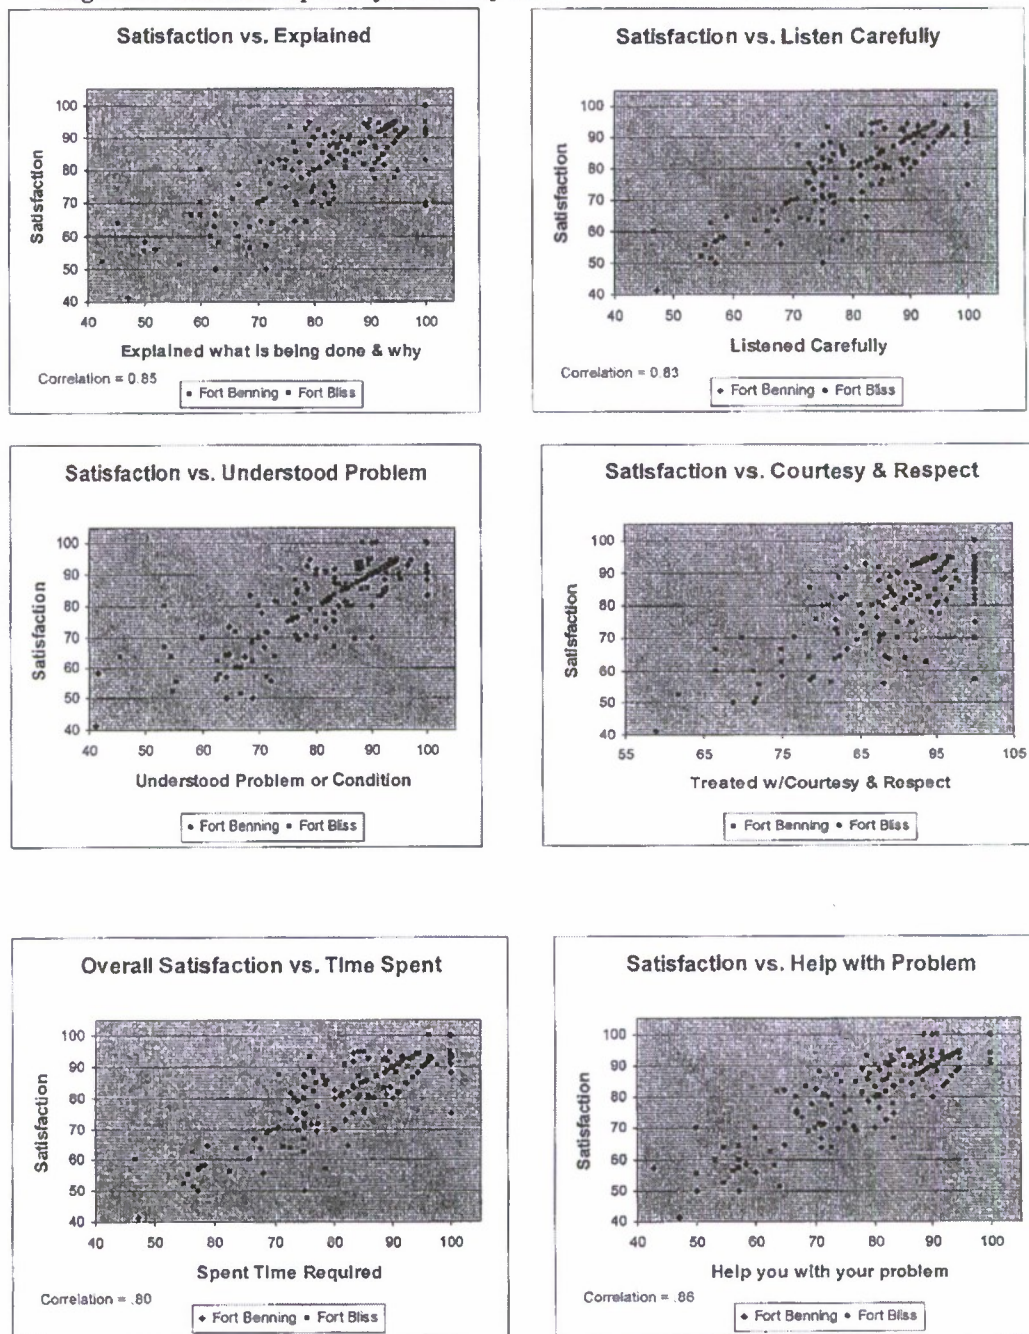 Satisfaction vs. Explained
100
90
80
70
60
50
40
Satisfaction
40 50 60 70 80 90 100
Explained what is being done & why
Correlation = 0.85
Fort Benning Fort Bliss
Satisfaction vs. Listen Carefully
100
90
80
70
60
50
40
Satisfaction
40 50 60 70 80 90 100
Listened Carefully
Correlation = 0.83
Fort Benning Fort Bliss
Satisfaction vs. Understood Problem
100
90
80
70
60
50
40
Satisfaction
40 50 60 70 80 90 100
Understood Problem or Condition
Fort Benning Fort Bliss
Satisfaction vs. Courtesy & Respect
100
90
80
70
60
50
40
Satisfaction
55 65 75 85 95 105
Treated w/Courtesy & Respect
Fort Benning Fort Bliss
Overall Satisfaction vs. Time Spent
100
90
80
70
60
50
40
Satisfaction
40 50 60 70 80 90 100
Spent Time Required
Correlation = .80
Fort Benning Fort Bliss
Satisfaction vs. Help with Problem
100
90
80
70
60
50
40
Satisfaction
40 50 60 70 80 90 100
Help you with your problem
Correlation = .86
Fort Benning Fort Bliss